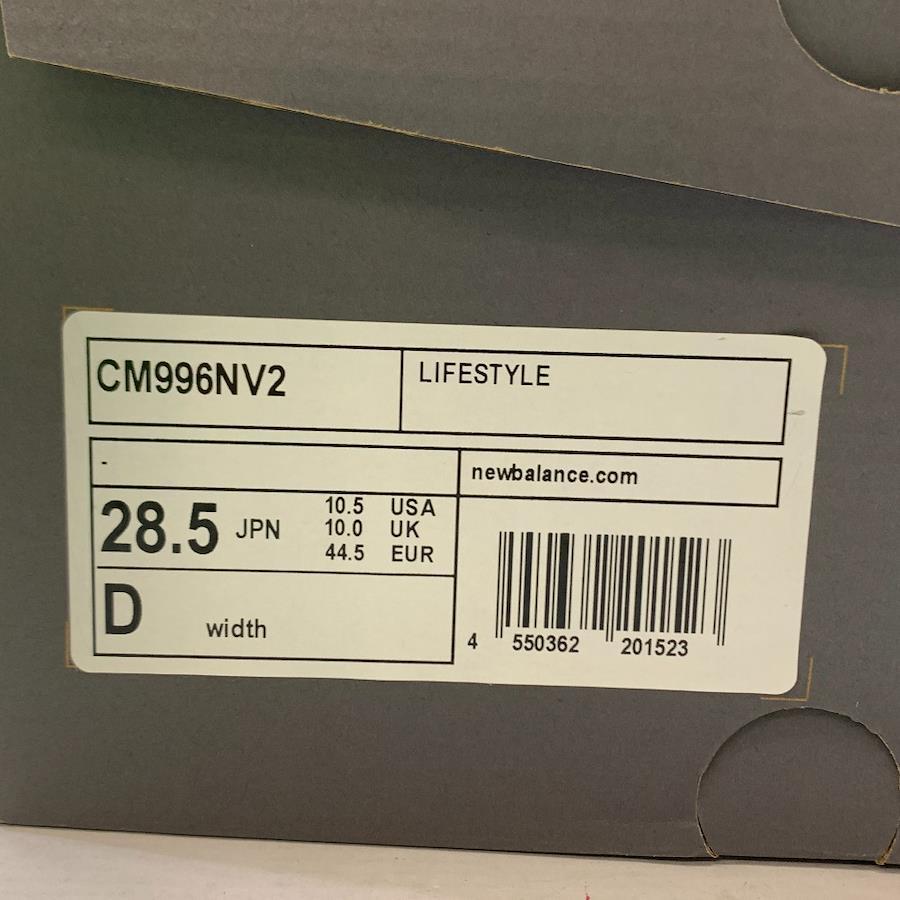 CM996NV2
LIFESTYLE
-
newbalance.com
28.5 JPN
10.5 USA
10.0 UK
44.5 EUR
D width
4 550362 201523